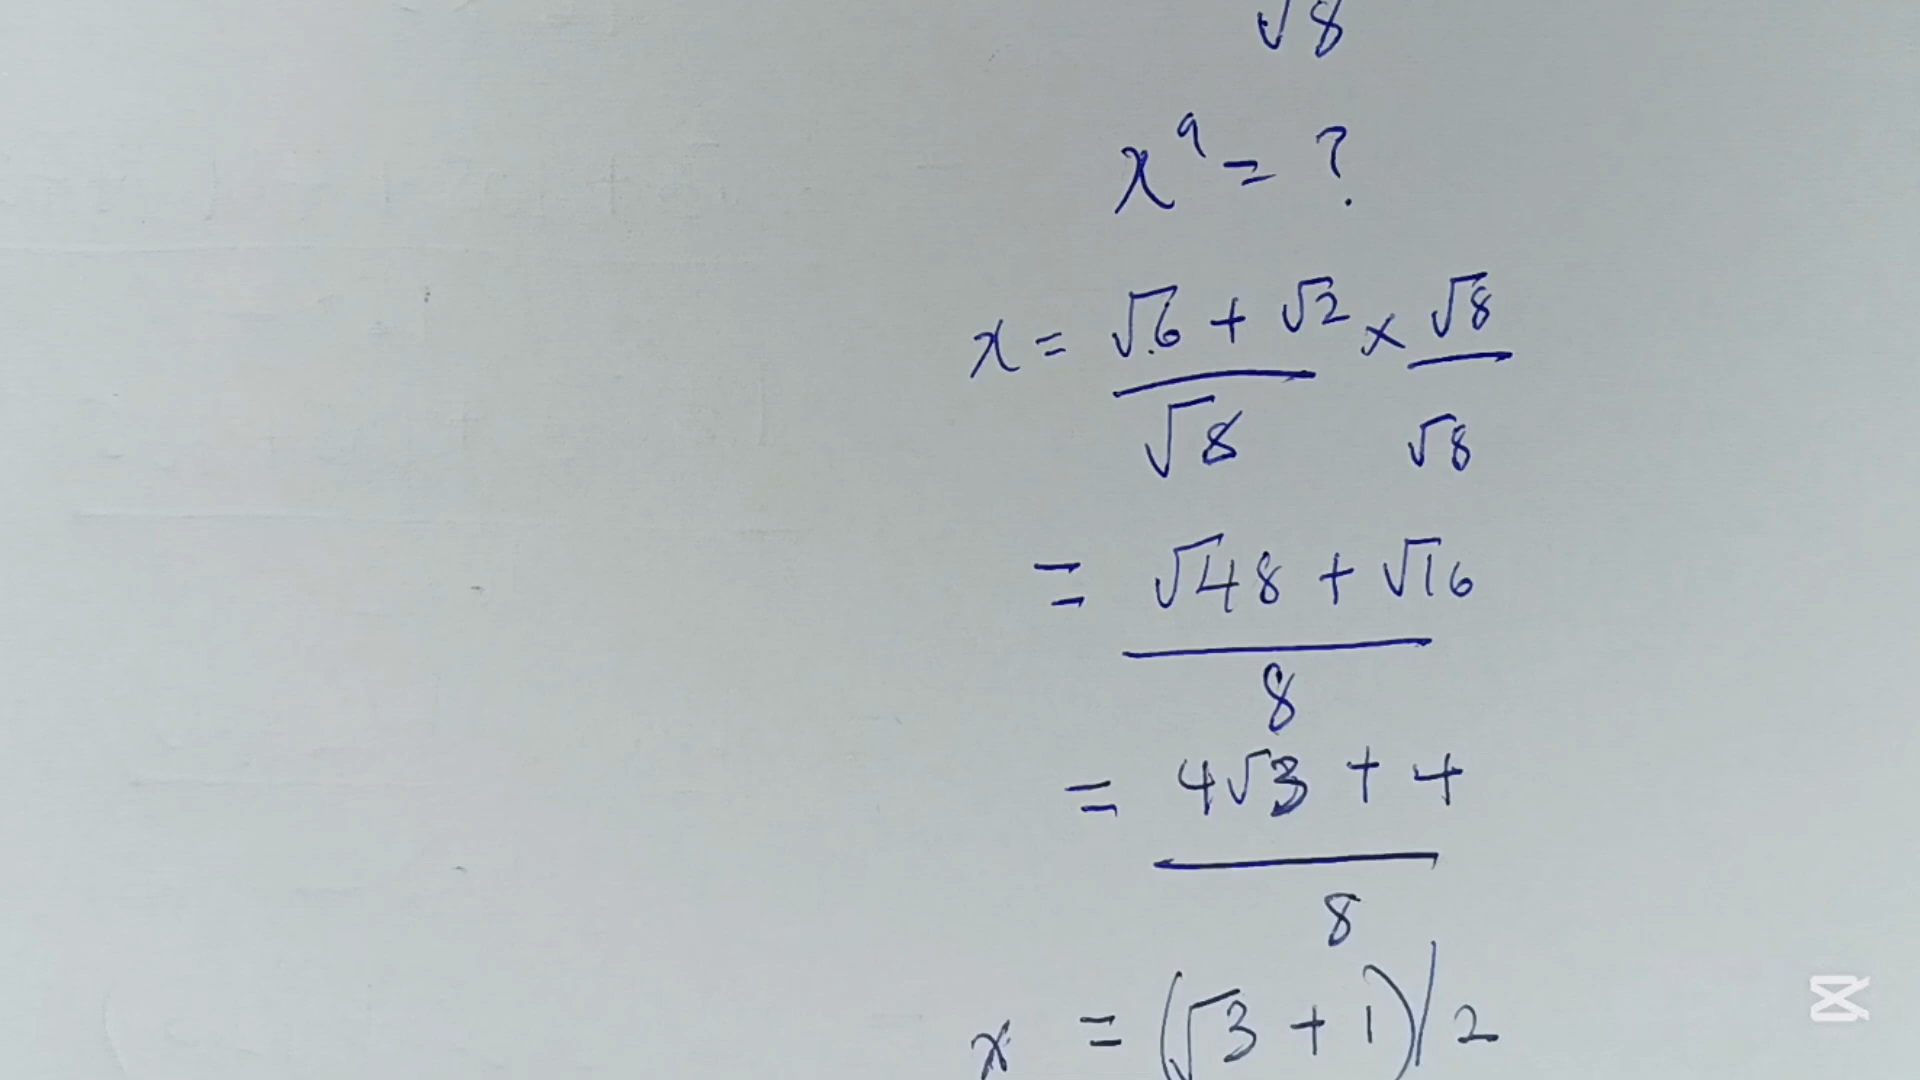 √8
x⁹ = ?
x = √6 + √2 / √8 × √8 / √8
= √48 + √16 / 8
= 4√3 + 4 / 8
x = (√3 + 1)/2